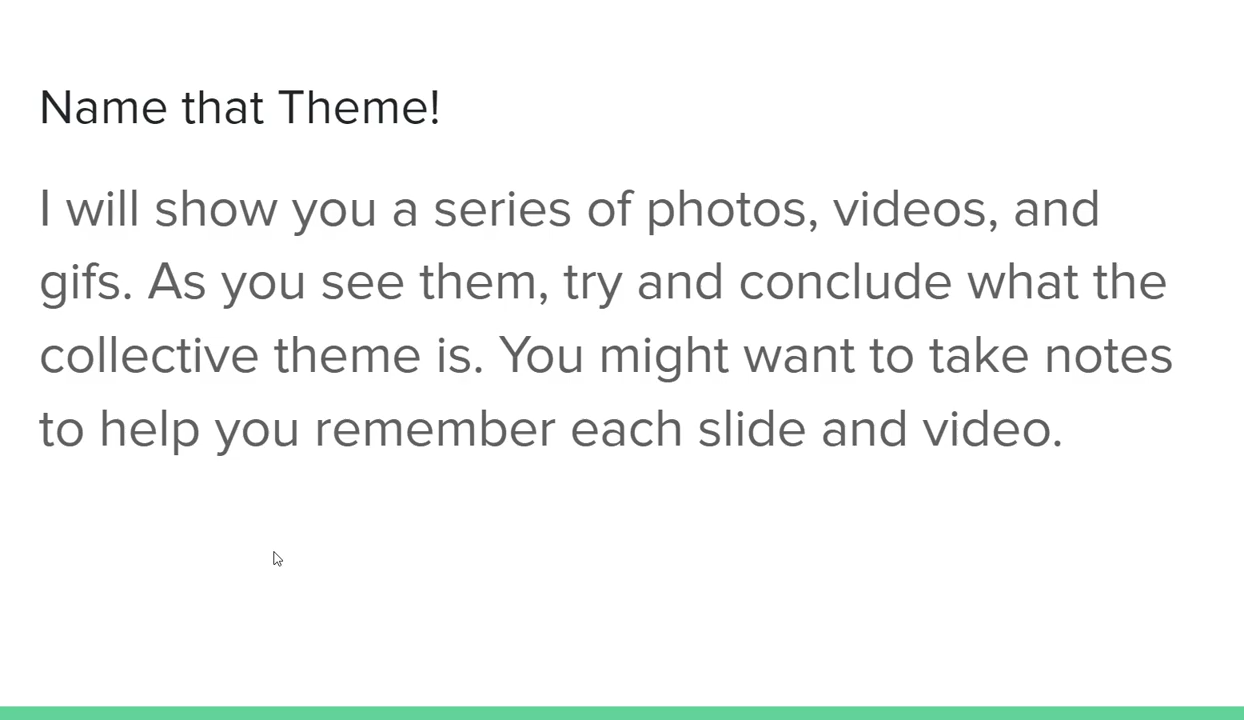 Name that Theme!
I will show you a series of photos, videos, and
gifs. As you see them, try and conclude what the
collective theme is. You might want to take notes
to help you remember each slide and video.